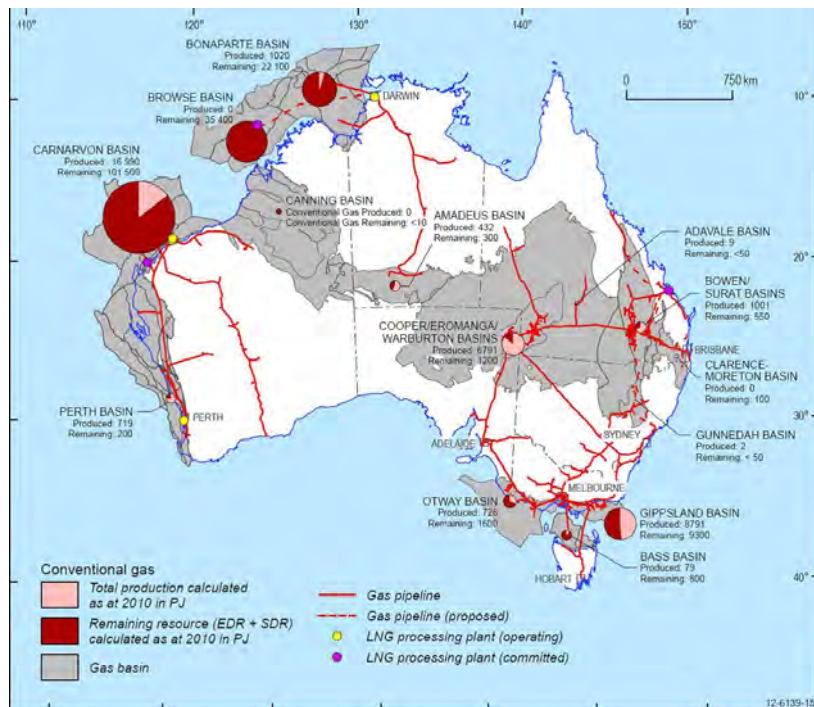 110°
120°
130°
140°
150°
BONAPARTE BASIN
Produced: 1020
Remaining: 22 100
0
750 km
DARWIN
10°
BROWSE BASIN
Produced: 0
Remaining: 35 400
CARNARVON BASIN
Produced: 16 990
Remaining: 101 500
CANNING BASIN
Conventional Gas Produced: 0
Conventional Gas Remaining: <10
AMADEUS BASIN
Produced: 432
Remaining: 300
ADAVALE BASIN
Produced: 9
Remaining: <50
20°
BOWEN/
SURAT BASINS
Produced: 1001
Remaining: 550
COOPER/EROMANGA/
WARBURTON BASINS
Produced: 6791
Remaining: 1200
BRISBANE
CLARENCE-
MORETON BASIN
Produced: 0
Remaining: 100
PERTH BASIN
Produced: 719
Remaining: 200
PERTH
30°
ADELAIDE
SYDNEY
GUNNEDAH BASIN
Produced: 2
Remaining: < 50
OTWAY BASIN
Produced: 726
Remaining: 1600
MELBOURNE
GIPPSLAND BASIN
Produced: 8791
Remaining: 9300
BASS BASIN
Produced: 79
Remaining: 800
HOBART
40°
Conventional gas
Total production calculated
as at 2010 in PJ
Remaining resource (EDR + SDR)
calculated as at 2010 in PJ
Gas basin
Gas pipeline
Gas pipeline (proposed)
LNG processing plant (operating)
LNG processing plant (committed)
12-6139-15